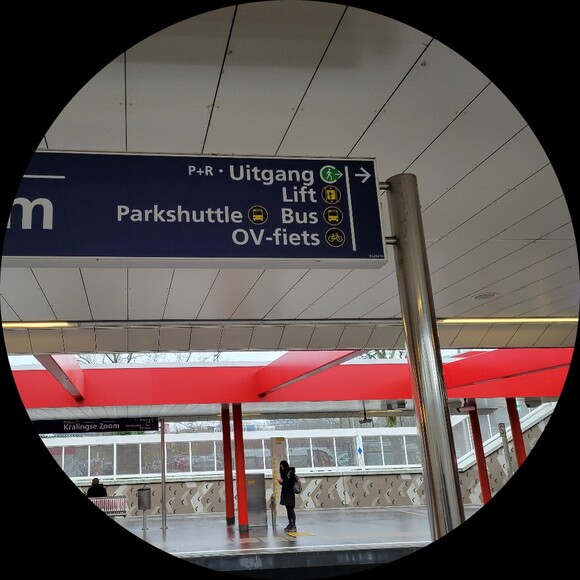 P+R · Uitgang
m
Lift
Parkshuttle Bus
OV-fiets
Kralingse Zoom